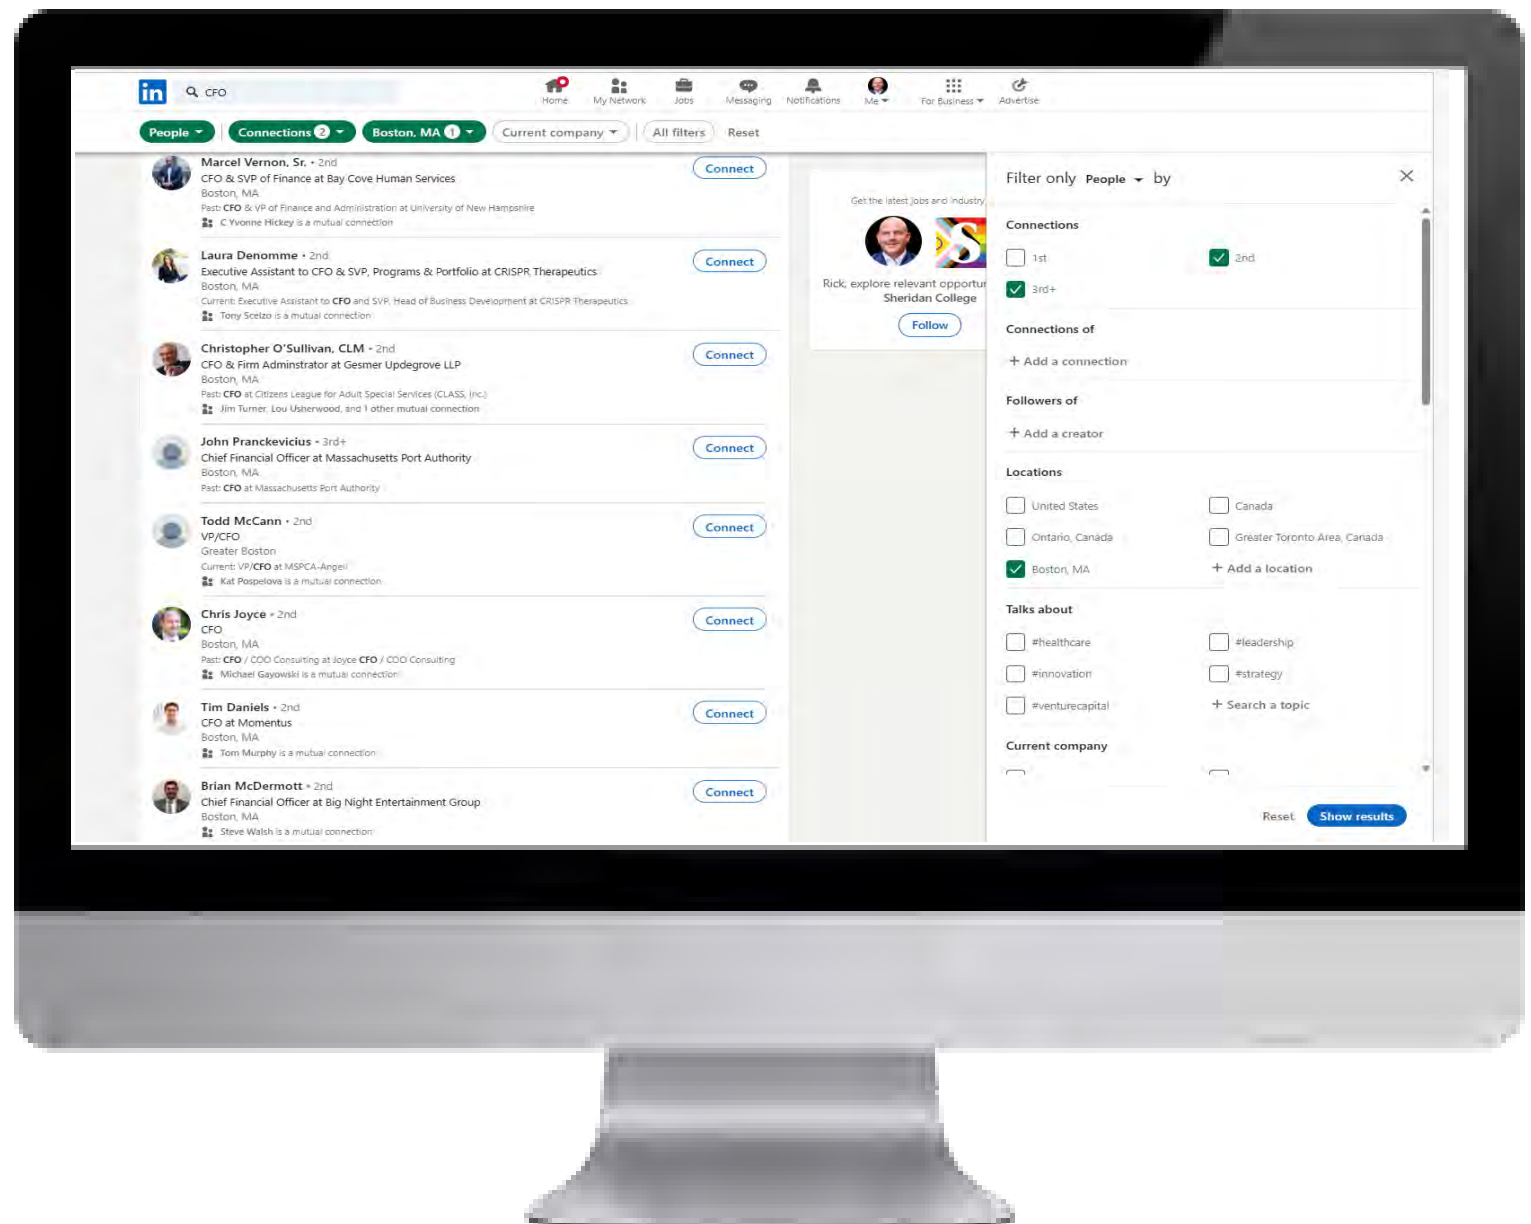 in
CFO
Home
My Network
Jobs
Messaging
Notifications
Me
For Business
Advertise
People
Connections 2
Boston, MA 1
Current company
All filters
Reset
Marcel Vernon, Sr. • 2nd
CFO & SVP of Finance at Bay Cove Human Services
Boston, MA
Past: CFO & VP of Finance and Administration at University of New Hampshire
C Yvonne Hickey is a mutual connection
Connect
Laura Denomme • 2nd
Executive Assistant to CFO & SVP, Programs & Portfolio at CRISPR Therapeutics
Boston, MA
Current: Executive Assistant to CFO and SVP, Head of Business Development at CRISPR Therapeutics
Tony Scelzo is a mutual connection
Connect
Christopher O'Sullivan, CLM • 2nd
CFO & Firm Adminstrator at Gesmer Updegrove LLP
Boston, MA
Past: CFO at Citizens League for Adult Special Services (CLASS, Inc.)
Jim Turner, Lou Usherwood, and 1 other mutual connection
Connect
John Pranckevicius • 3rd+
Chief Financial Officer at Massachusetts Port Authority
Boston, MA
Past: CFO at Massachusetts Port Authority
Connect
Todd McCann • 2nd
VP/CFO
Greater Boston
Current: VP/CFO at MSPCA-Angell
Kat Pospelova is a mutual connection
Connect
Chris Joyce • 2nd
CFO
Boston, MA
Past: CFO / COO Consulting at Joyce CFO / COO Consulting
Michael Gayowski is a mutual connection
Connect
Tim Daniels • 2nd
CFO at Momentus
Boston, MA
Tom Murphy is a mutual connection
Connect
Brian McDermott • 2nd
Chief Financial Officer at Big Night Entertainment Group
Boston, MA
Steve Walsh is a mutual connection
Connect
Get the latest jobs and industry
S
Rick, explore relevant opportu
Sheridan College
Follow
Filter only People by
Connections
1st
2nd
3rd+
Connections of
+ Add a connection
Followers of
+ Add a creator
Locations
United States
Canada
Ontario, Canada
Greater Toronto Area, Canada
Boston, MA
+ Add a location
Talks about
#healthcare
#leadership
#innovation
#strategy
#venturecapital
+ Search a topic
Current company
Reset
Show results